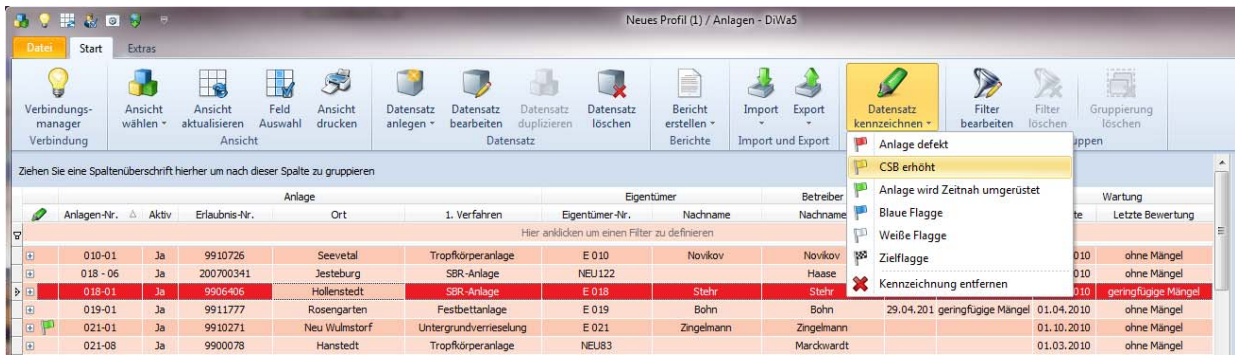 Neues Profil (1) / Anlagen - DiWa5
Datei Start Extras
Verbindungs-manager
Ansicht wählen
Ansicht aktualisieren
Feld Auswahl
Ansicht drucken
Datensatz anlegen
Datensatz bearbeiten
Datensatz duplizieren
Datensatz löschen
Bericht erstellen
Import
Export
Datensatz kennzeichnen
Filter bearbeiten
Filter löschen
Gruppierung löschen
Verbindung Ansicht Datensatz Berichte Import und Export ppen
Anlage defekt
CSB erhöht
Anlage wird Zeitnah umgerüstet
Blaue Flagge
Weiße Flagge
Zielflagge
Kennzeichnung entfernen
Ziehen Sie eine Spaltenüberschrift hierher um nach dieser Spalte zu gruppieren
Anlage Eigentümer Betreiber Wartung
Anlagen-Nr. Aktiv Erlaubnis-Nr. Ort 1. Verfahren Eigentümer-Nr. Nachname Nachname te Letzte Bewertung
Hier anklicken um einen Filter zu definieren
010-01 Ja 9910726 Seevetal Tropfkörperanlage E 010 Novikov Novikov 010 ohne Mängel
018 - 06 Ja 200700341 Jesteburg SBR-Anlage NEU122 Haase 010 ohne Mängel
018-01 Ja 9906406 Hollenstedt SBR-Anlage E 018 Stehr Stehr 010 geringfügige Mängel
019-01 Ja 9911777 Rosengarten Festbettanlage E 019 Bohn Bohn 29.04.201 geringfügige Mängel 01.04.2010 ohne Mängel
021-01 Ja 9910271 Neu Wulmstorf Untergrundverrieselung E 021 Zingelmann Zingelmann 01.10.2010 ohne Mängel
021-08 Ja 9900078 Hanstedt Tropfkörperanlage NEU83 Marckwardt 01.03.2010 ohne Mängel